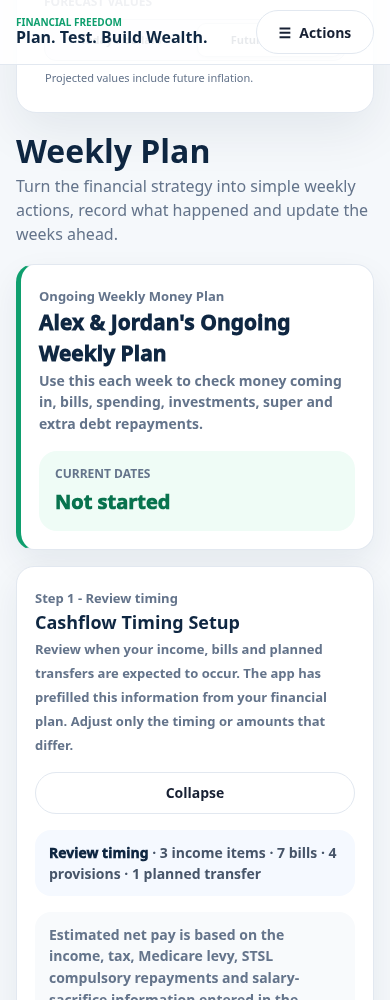 FORECAST VALUES
FINANCIAL FREEDOM
Plan. Test. Build Wealth.
☰ Actions
Projected values include future inflation.
Weekly Plan
Turn the financial strategy into simple weekly
actions, record what happened and update the
weeks ahead.
Ongoing Weekly Money Plan
Alex & Jordan's Ongoing
Weekly Plan
Use this each week to check money coming
in, bills, spending, investments, super and
extra debt repayments.
CURRENT DATES
Not started
Step 1 - Review timing
Cashflow Timing Setup
Review when your income, bills and planned
transfers are expected to occur. The app has
prefilled this information from your financial
plan. Adjust only the timing or amounts that
differ.
Collapse
Review timing · 3 income items · 7 bills · 4
provisions · 1 planned transfer
Estimated net pay is based on the
income, tax, Medicare levy, STSL
compulsory repayments and salary-
sacrifice information entered in the